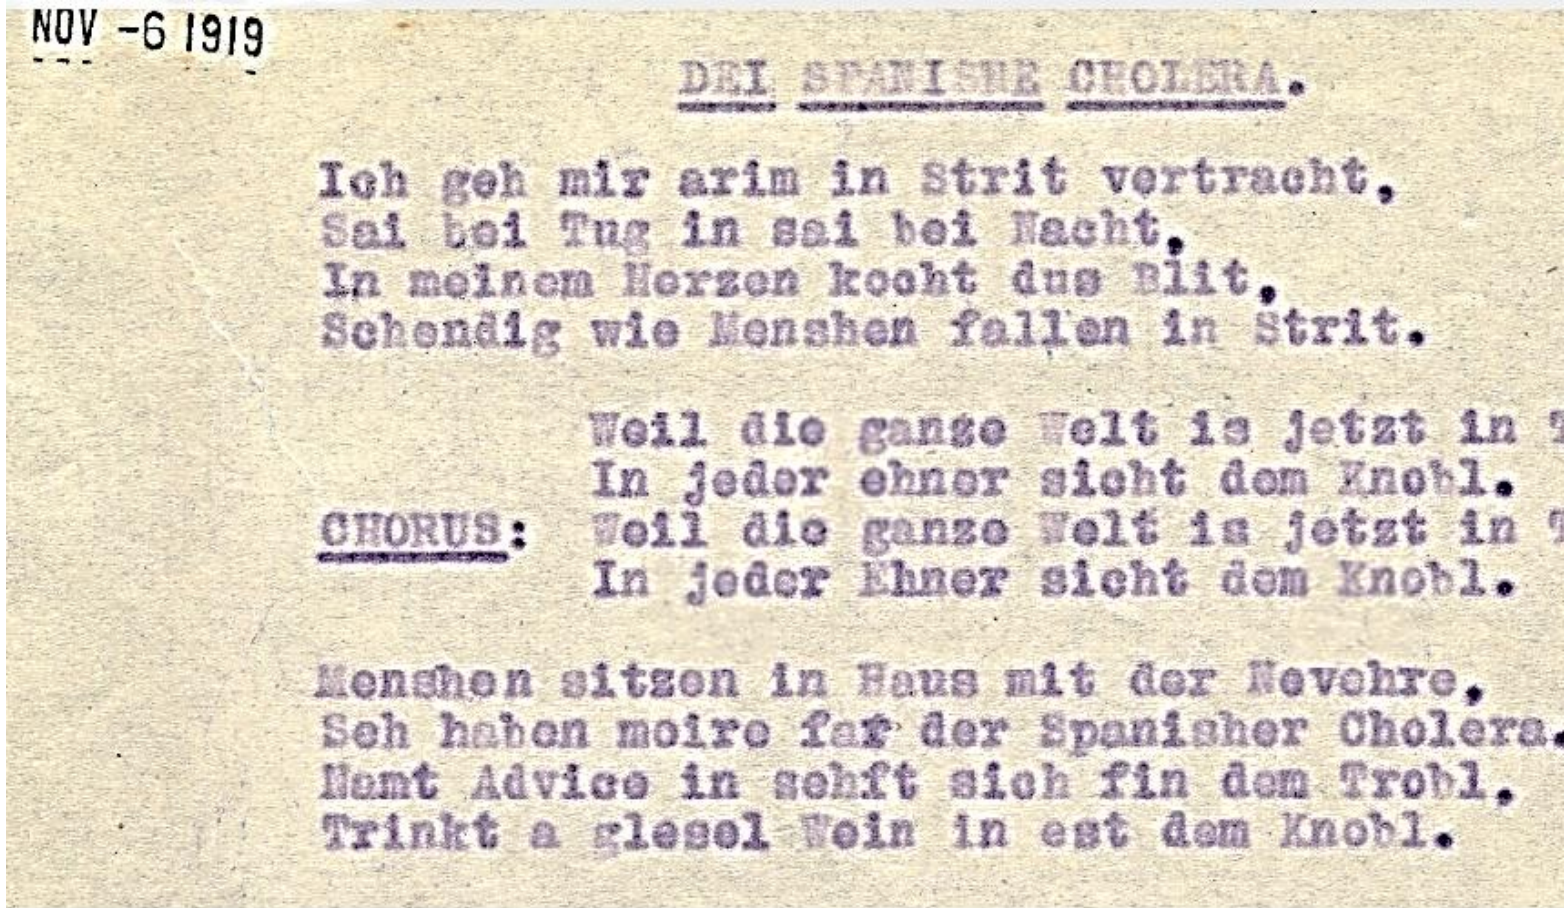 NOV -6 1919
DEI SPANISHE CHOLERA.
Ich geh mir arim in Strit vertracht,
Sai bei Tug in sai bei Nacht,
In meinem Herzen kocht dus Blit,
Schendig wie Menshen fallen in Strit.
Weil die ganze Welt is jetzt in
In jeder ehner sicht dem Knobl.
CHORUS: Weil die ganze Welt is jetzt in
In jeder Ehner sicht dem Knobl.
Menshen sitzen in Haus mit der Nevehre,
Seh haben moire far der Spanisher Cholera.
Nemt Advice in sehft sich fin dem Trobl,
Trinkt a glesel Wein in est dem Knobl.